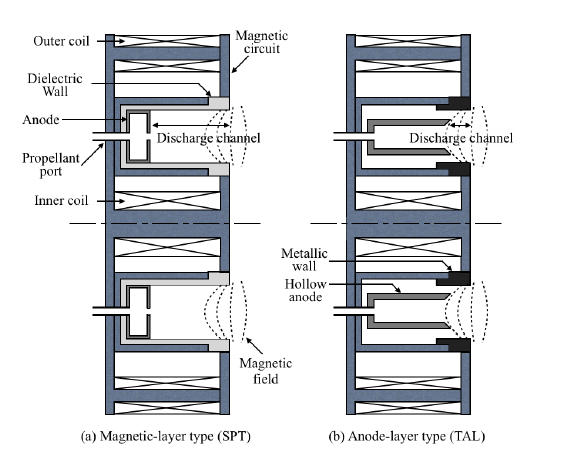 Outer coil
Magnetic
circuit
Dielectric
Wall
Anode
Discharge channel
Propellant
port
Inner coil
Discharge channel
Metallic
wall
Hollow
anode
Magnetic
field
(a) Magnetic-layer type (SPT)
(b) Anode-layer type (TAL)